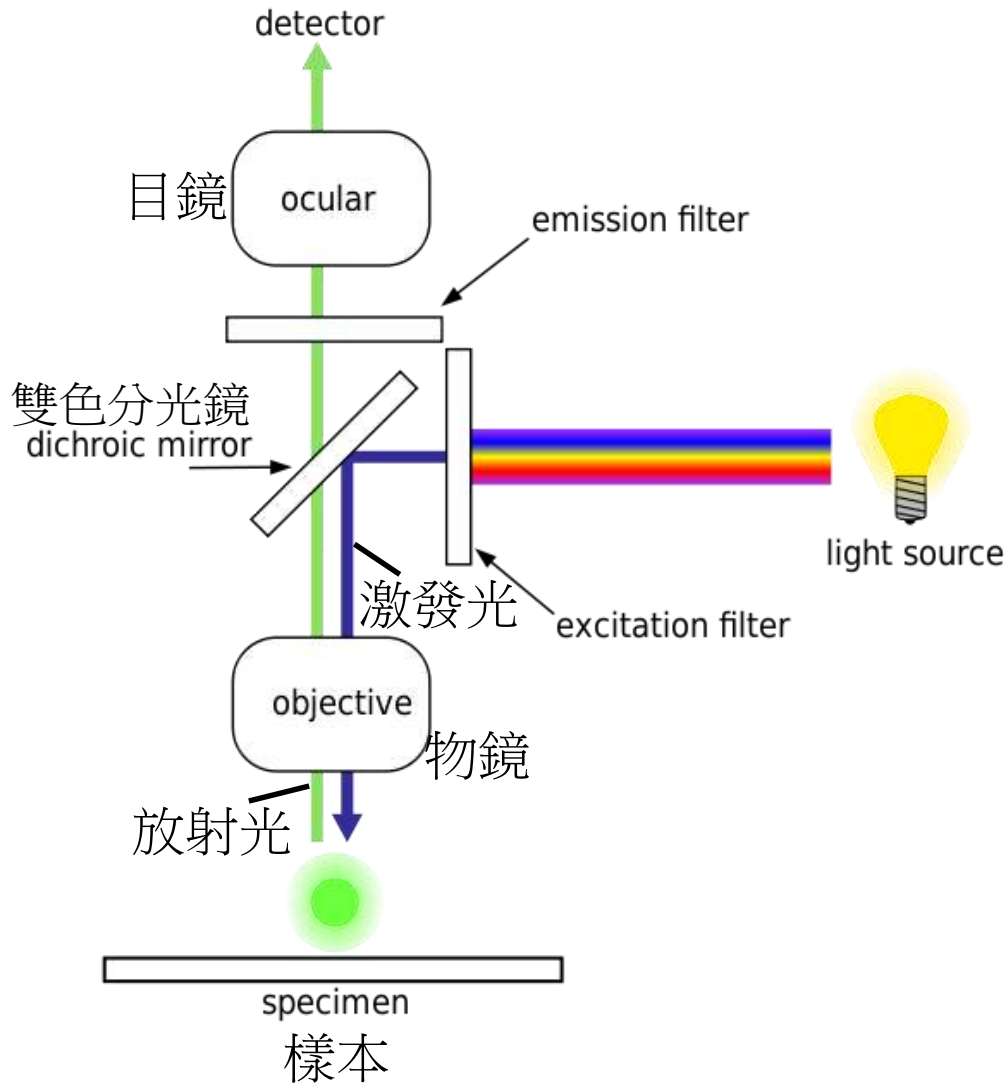 detector
目鏡
ocular
emission filter
雙色分光鏡
dichroic mirror
light source
激發光
excitation filter
objective
物鏡
放射光
specimen
樣本